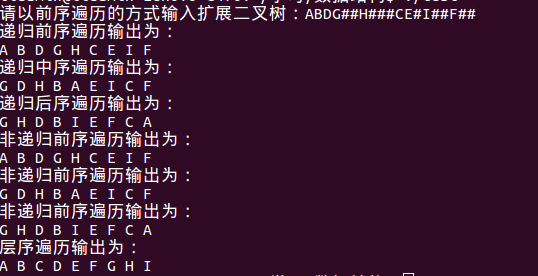 请以前序遍历的方式输入扩展二叉树：ABDG##H###CE#I##F##
递归前序遍历输出为：
A B D G H C E I F
递归中序遍历输出为：
G D H B A E I C F
递归后序遍历输出为：
G H D B I E F C A
非递归前序遍历输出为：
A B D G H C E I F
非递归前序遍历输出为：
G D H B A E I C F
非递归前序遍历输出为：
G H D B I E F C A
层序遍历输出为：
A B C D E F G H I